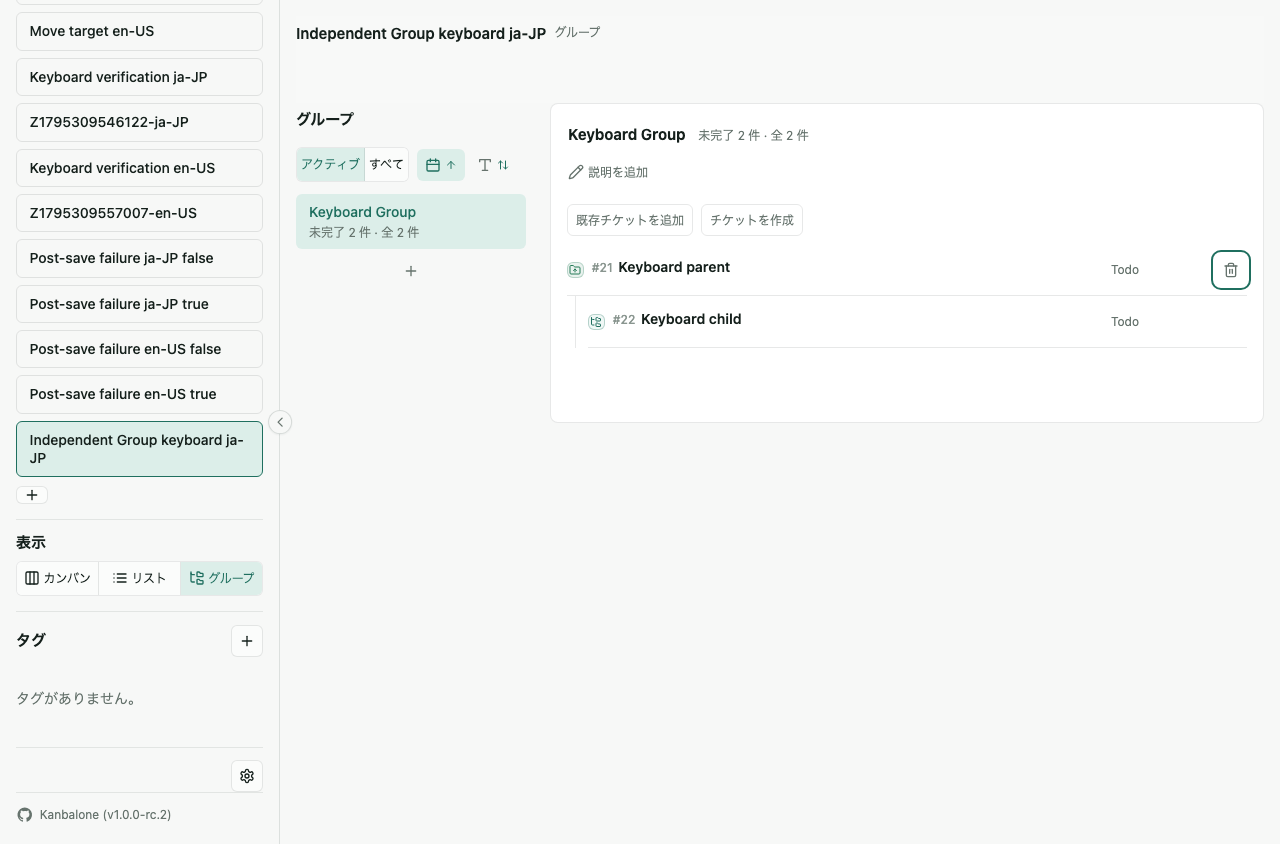 Move target en-US
Keyboard verification ja-JP
Z1795309546122-ja-JP
Keyboard verification en-US
Z1795309557007-en-US
Post-save failure ja-JP false
Post-save failure ja-JP true
Post-save failure en-US false
Post-save failure en-US true
Independent Group keyboard ja-
JP
表示
カンバン リスト グループ
タグ
タグがありません。
Kanbalone (v1.0.0-rc.2)
Independent Group keyboard ja-JP グループ
グループ
アクティブ すべて
Keyboard Group
未完了 2 件 · 全 2 件
Keyboard Group 未完了 2 件 · 全 2 件
説明を追加
既存チケットを追加 チケットを作成
#21 Keyboard parent Todo
#22 Keyboard child Todo